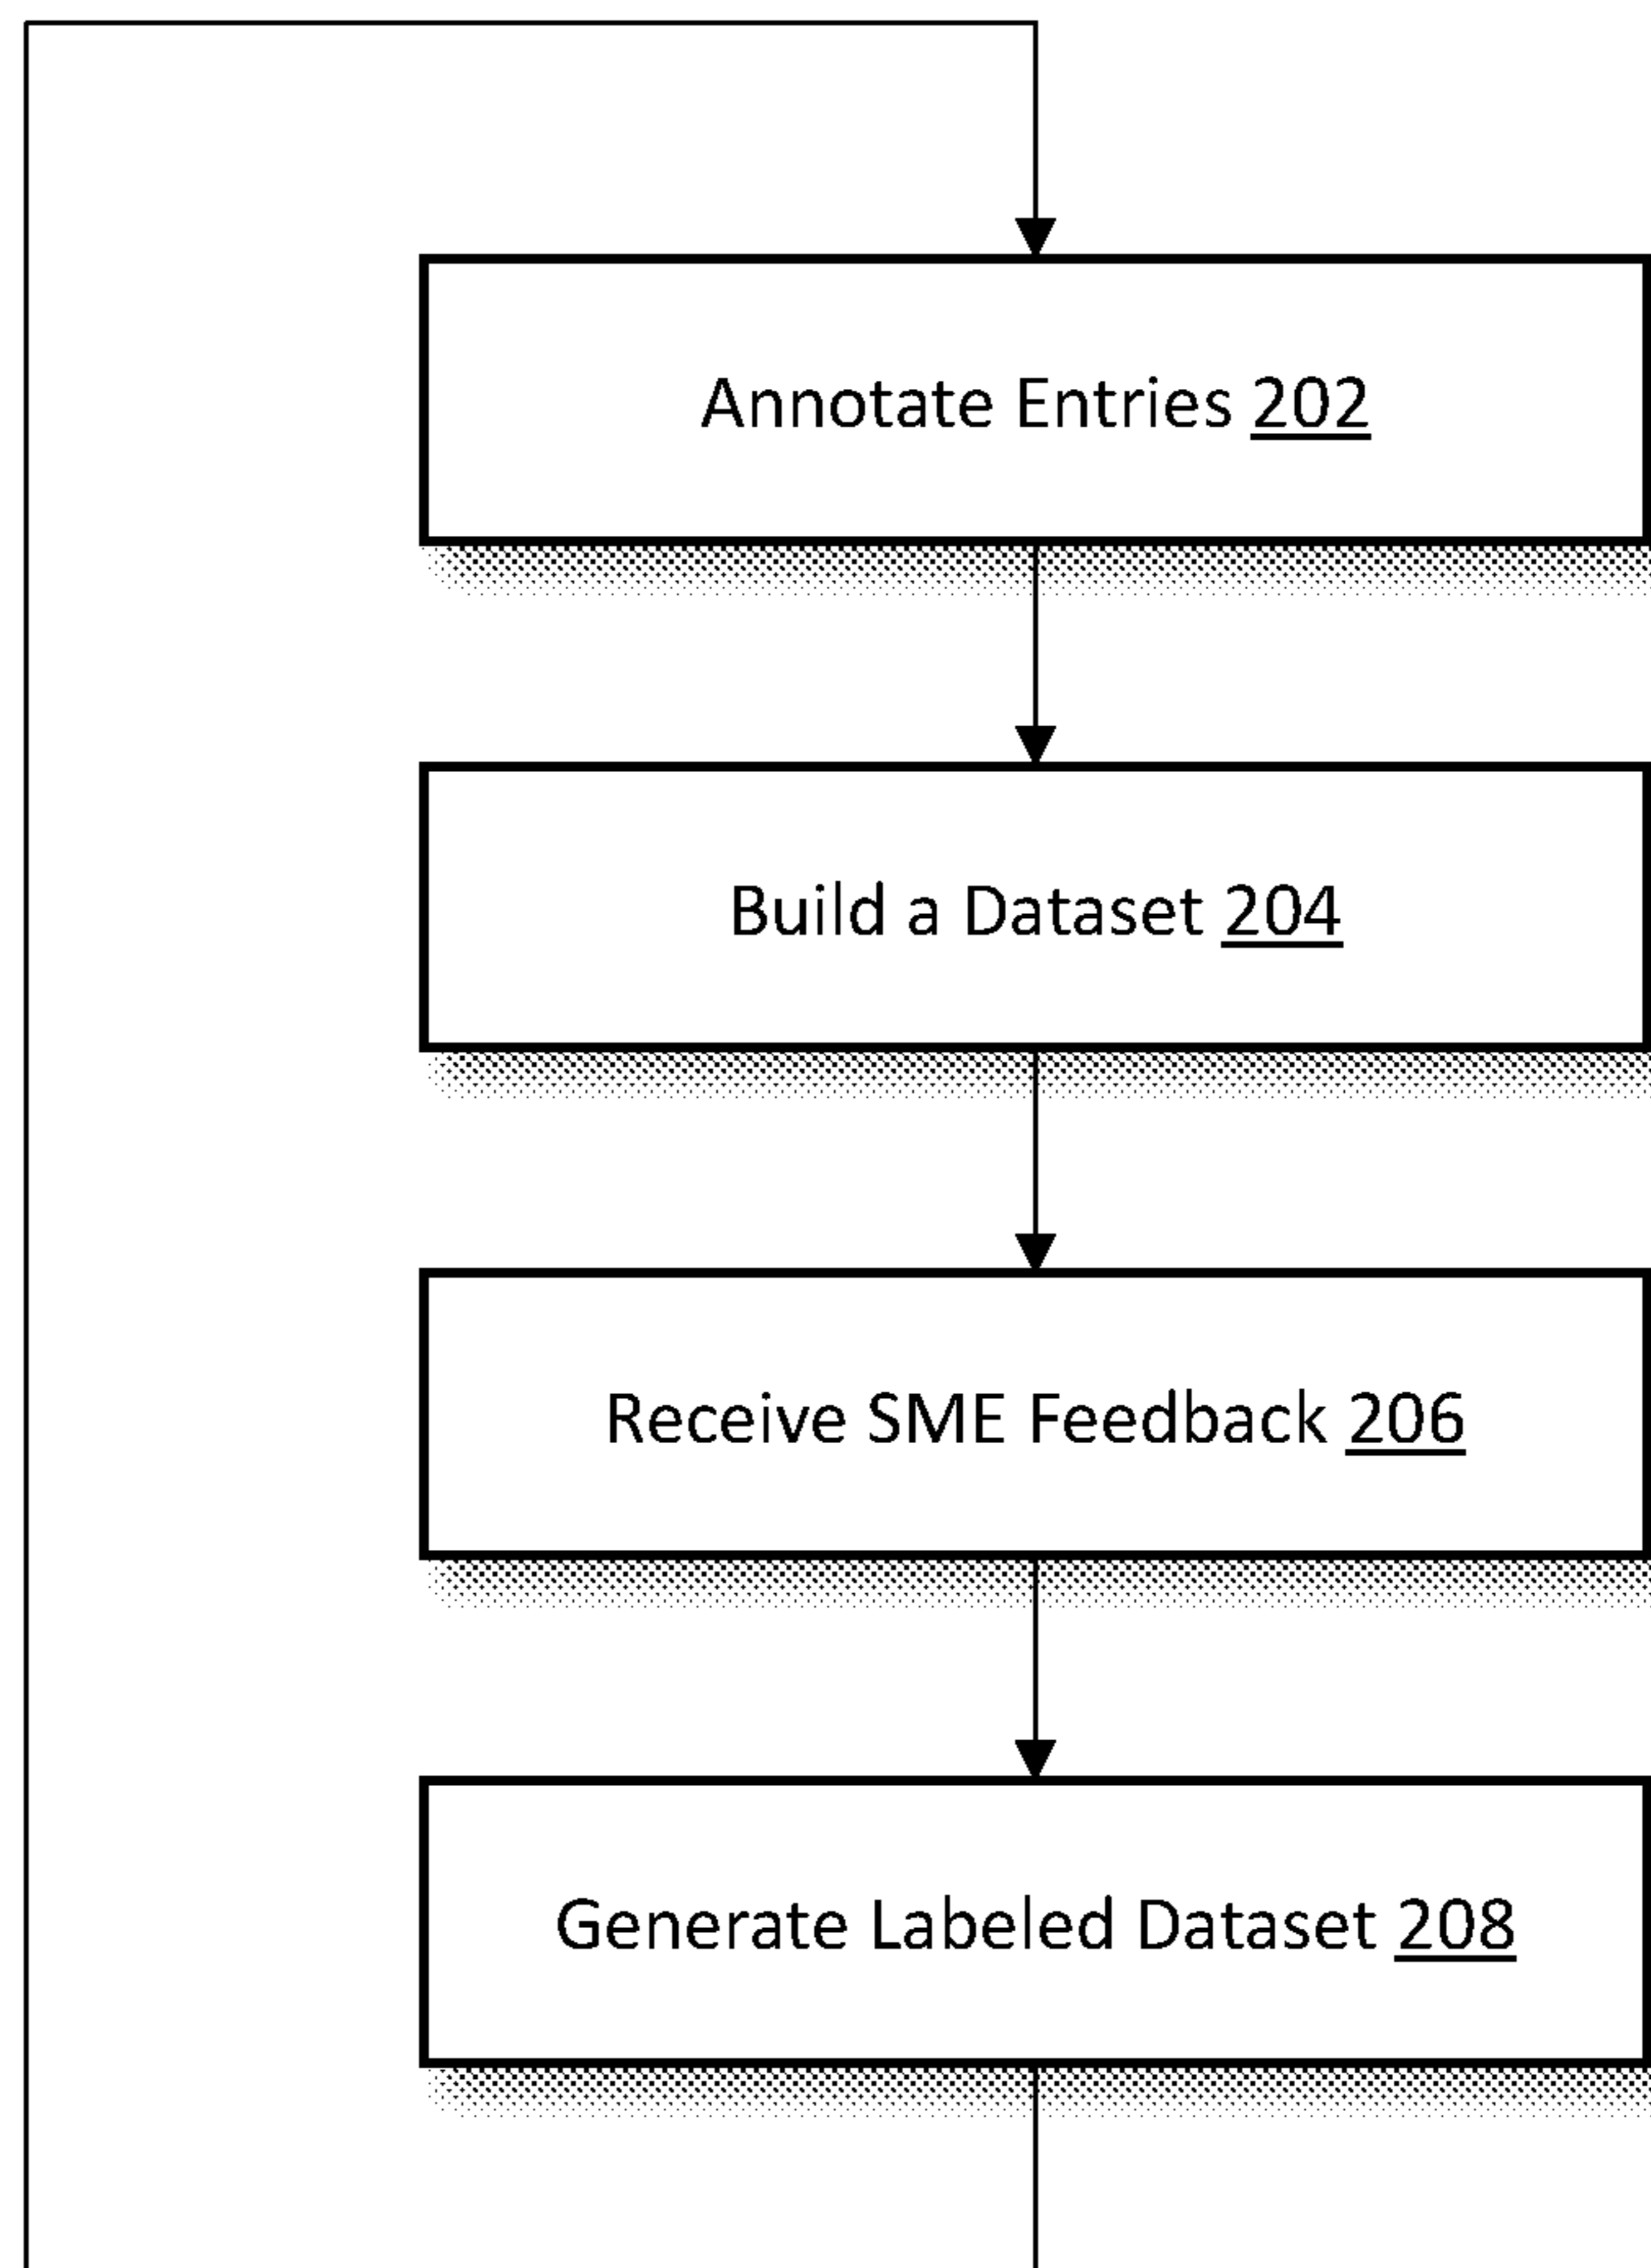 Annotate Entries 202
Build a Dataset 204
Receive SME Feedback 206
Generate Labeled Dataset 208